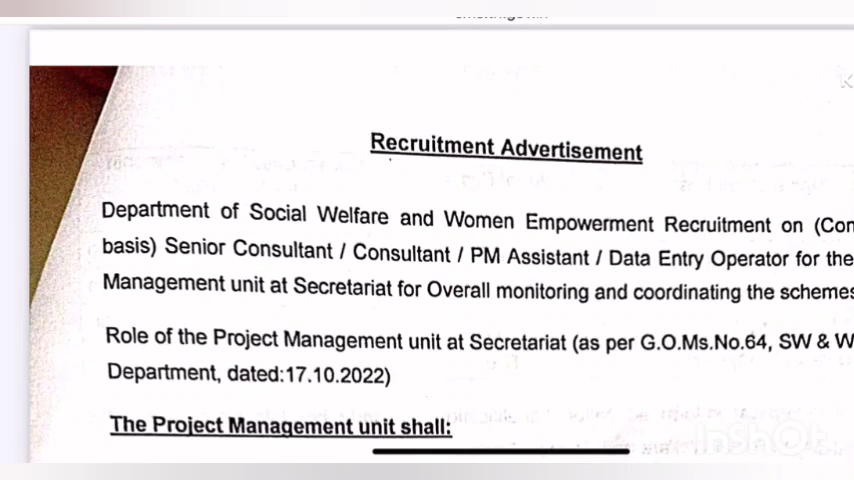 Recruitment Advertisement
Department of Social Welfare and Women Empowerment Recruitment on (Con
basis) Senior Consultant / Consultant / PM Assistant / Data Entry Operator for the
Management unit at Secretariat for Overall monitoring and coordinating the schemes
Role of the Project Management unit at Secretariat (as per G.O.Ms.No.64, SW & W
Department, dated:17.10.2022)
The Project Management unit shall:
InShOt